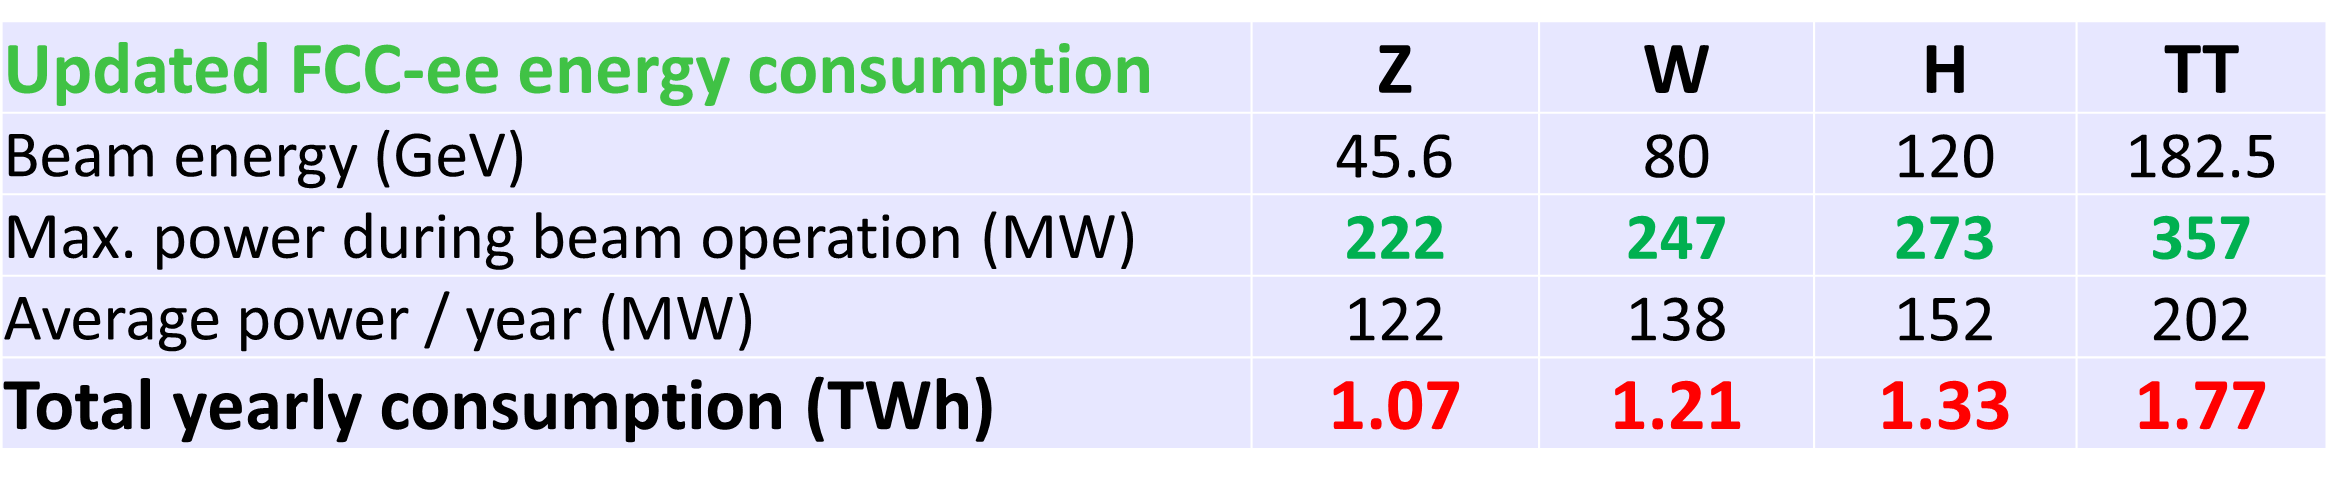 Updated FCC-ee energy consumption Z W H TT
Beam energy (GeV) 45.6 80 120 182.5
Max. power during beam operation (MW) 222 247 273 357
Average power / year (MW) 122 138 152 202
Total yearly consumption (TWh) 1.07 1.21 1.33 1.77